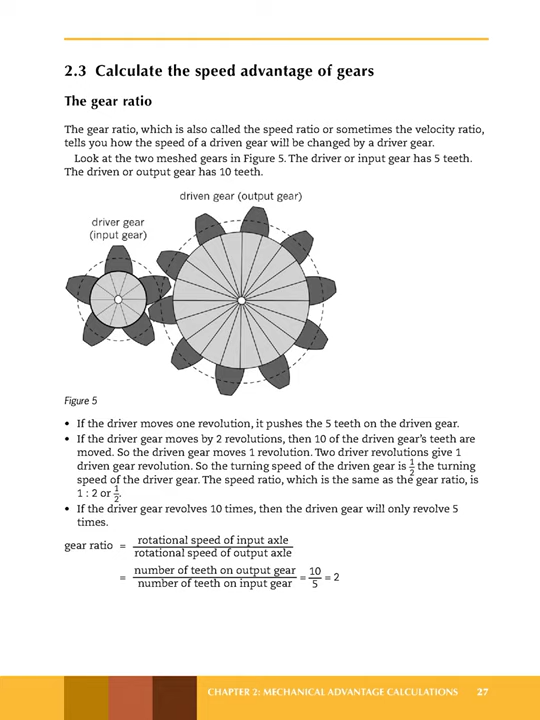 2.3 Calculate the speed advantage of gears
The gear ratio
The gear ratio, which is also called the speed ratio or sometimes the velocity ratio,
tells you how the speed of a driven gear will be changed by a driver gear.
Look at the two meshed gears in Figure 5. The driver or input gear has 5 teeth.
The driven or output gear has 10 teeth.
driven gear (output gear)
driver gear
(input gear)
Figure 5
• If the driver moves one revolution, it pushes the 5 teeth on the driven gear.
• If the driver gear moves by 2 revolutions, then 10 of the driven gear's teeth are
moved. So the driven gear moves 1 revolution. Two driver revolutions give 1
driven gear revolution. So the turning speed of the driven gear is 1/2 the turning
speed of the driver gear. The speed ratio, which is the same as the gear ratio, is
1 : 2 or 1/2.
• If the driver gear revolves 10 times, then the driven gear will only revolve 5
times.
gear ratio = rotational speed of input axle / rotational speed of output axle
= number of teeth on output gear / number of teeth on input gear = 10/5 = 2
CHAPTER 2: MECHANICAL ADVANTAGE CALCULATIONS 27